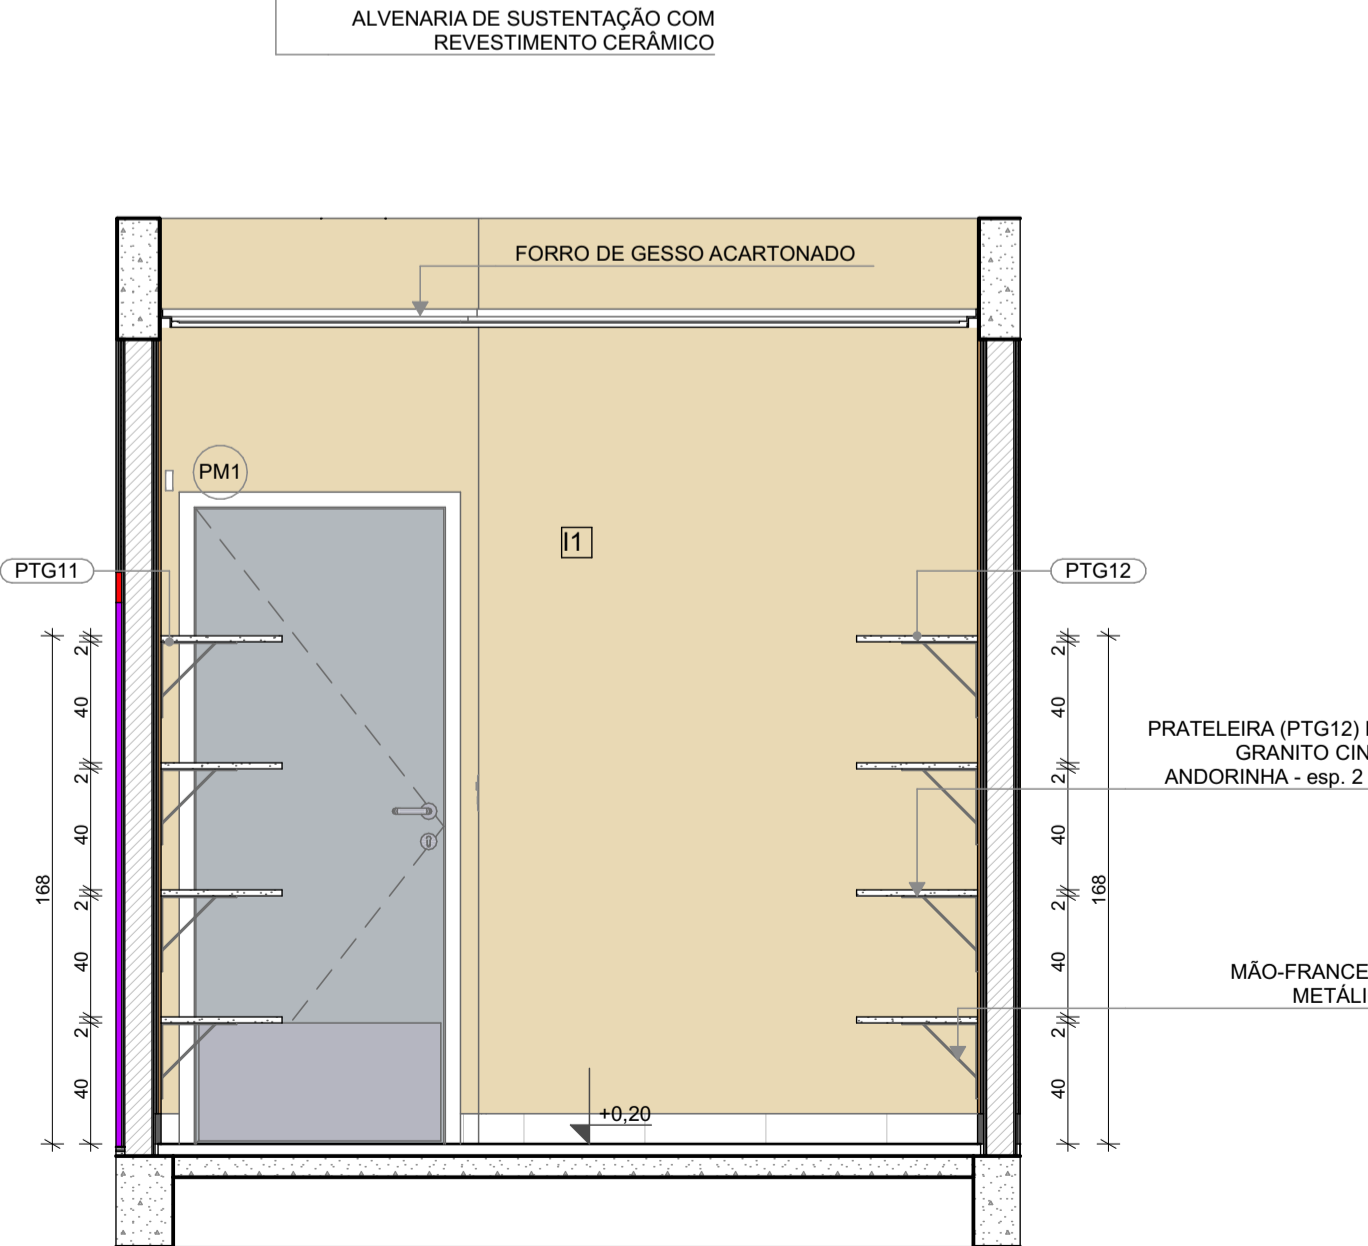 ALVENARIA DE SUSTENTAÇÃO COM
REVESTIMENTO CERÂMICO
FORRO DE GESSO ACARTONADO
PM1
I1
PTG11
PTG12
2
40
2
40
2
40
2
40
168
2
40
2
40
2
40
2
40
168
PRATELEIRA (PTG12)
GRANITO CIN
ANDORINHA - esp. 2
MÃO-FRANCE
METÁLI
+0,20